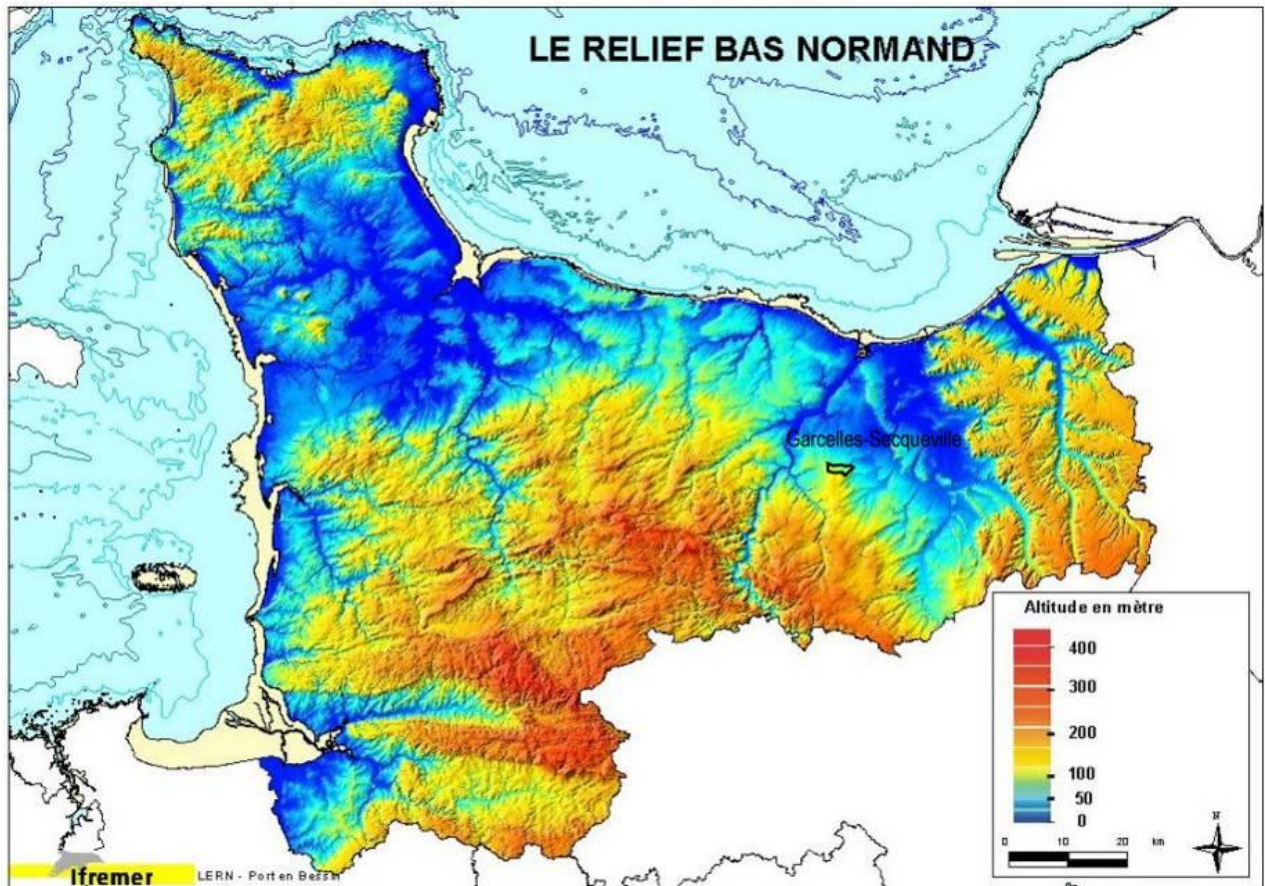 LE RELIEF BAS NORMAND
Garcelles-Secqueville
Altitude en mètre
400
300
200
100
50
0
N
10 0 10 20 km
Ifremer LERN - Port en Bessin